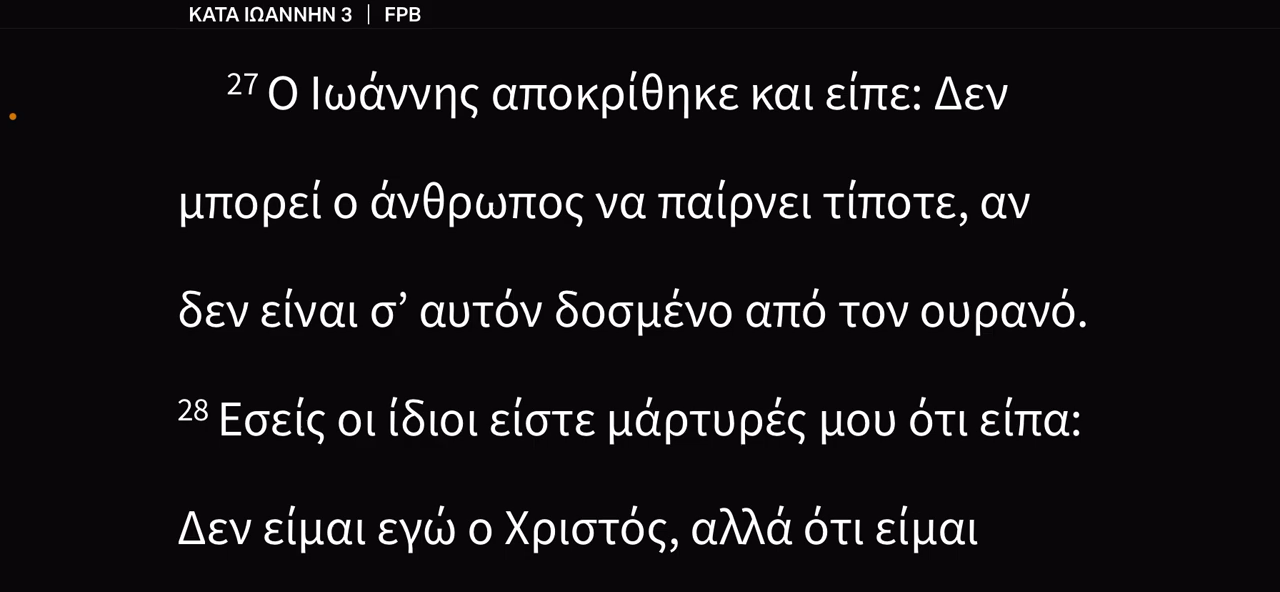 ΚΑΤΑ ΙΩΑΝΝΗΝ 3 | FPB
27 Ο Ιωάννης αποκρίθηκε και είπε: Δεν
μπορεί ο άνθρωπος να παίρνει τίποτε, αν
δεν είναι σ’ αυτόν δοσμένο από τον ουρανό.
28 Εσείς οι ίδιοι είστε μάρτυρές μου ότι είπα:
Δεν είμαι εγώ ο Χριστός, αλλά ότι είμαι